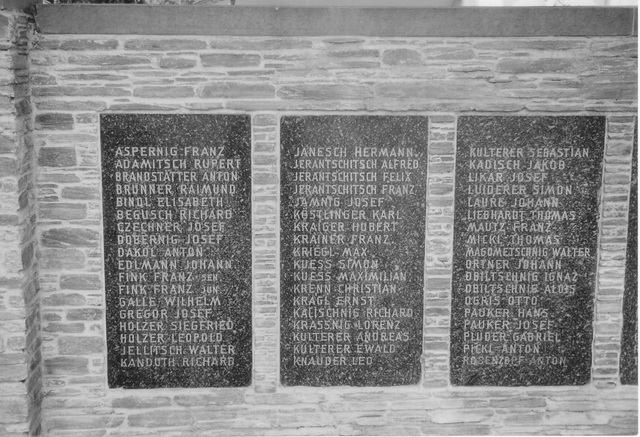 ASPERNIG FRANZ
ADAMITSCH RUPERT
BRANDSTÄTTER ANTON
BRUNNER RAIMUND
BINDL ELISABETH
BEGUSCH RICHARD
CZECHNER JOSEF
DOBERNIG JOSEF
DAKOL ANTON
EDLMANN JOHANN
FINK FRANZ SEN.
FINK FRANZ JUN.
GALLE WILHELM
GREGOR JOSEF
HOLZER SIEGFRIED
HOLZER LEOPOLD
JELLITSCH WALTER
KANDUTH RICHARD
JANESCH HERMANN
JERANTSCHITSCH ALFRED
JERANTSCHITSCH FELIX
JERANTSCHITSCH FRANZ
JAMNIG JOSEF
KÖSTLINGER KARL
KRAIGER HUBERT
KRAINER FRANZ
KRIEGL MAX
KUESS SIMON
KUESS MAXIMILIAN
KRENN CHRISTIAN
KRAGL ERNST
KALISCHNIG RICHARD
KRASSNIG LORENZ
KULTERER ANDREAS
KULTERER EWALD
KNAUDER LEO
KULTERER SEBASTIAN
KADISCH JAKOB
LIKAR JOSEF
LUIDERER SIMON
LAURE JOHANN
LIEBHARDT THOMAS
MAUTZ FRANZ
MICKL THOMAS
MAGOMETSCHNIG WALTER
ORTNER JOHANN
OBILTSCHNIG IGNAZ
OBILTSCHNIG ALOIS
OGRIS OTTO
PAUKER HANS
PAUKER JOSEF
PLUDER GABRIEL
PICKL ANTON
ROSENZOPF ANTON